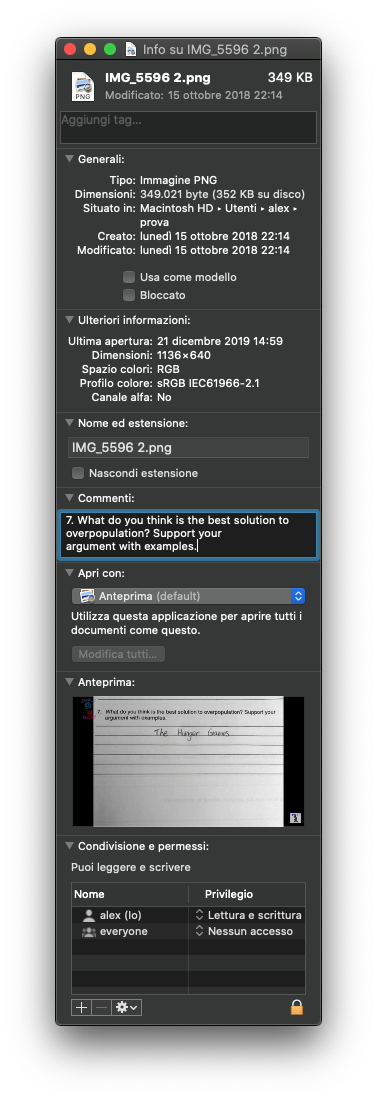 Info su IMG_5596 2.png
PNG
IMG_5596 2.png 349 KB
Modificato: 15 ottobre 2018 22:14
Aggiungi tag...
Generali:
Tipo: Immagine PNG
Dimensioni: 349.021 byte (352 KB su disco)
Situato in: Macintosh HD ▸ Utenti ▸ alex ▸
prova
Creato: lunedì 15 ottobre 2018 22:14
Modificato: lunedì 15 ottobre 2018 22:14
Usa come modello
Bloccato
Ulteriori informazioni:
Ultima apertura: 21 dicembre 2019 14:59
Dimensioni: 1136×640
Spazio colori: RGB
Profilo colore: sRGB IEC61966-2.1
Canale alfa: No
Nome ed estensione:
IMG_5596 2.png
Nascondi estensione
Commenti:
7. What do you think is the best solution to
overpopulation? Support your
argument with examples.
Apri con:
Anteprima (default)
Utilizza questa applicazione per aprire tutti i
documenti come questo.
Modifica tutti...
Anteprima:
7. What do you think is the best solution to overpopulation? Support your
argument with examples.
The Hunger Games
Condivisione e permessi:
Puoi leggere e scrivere
Nome Privilegio
alex (Io) Lettura e scrittura
everyone Nessun accesso